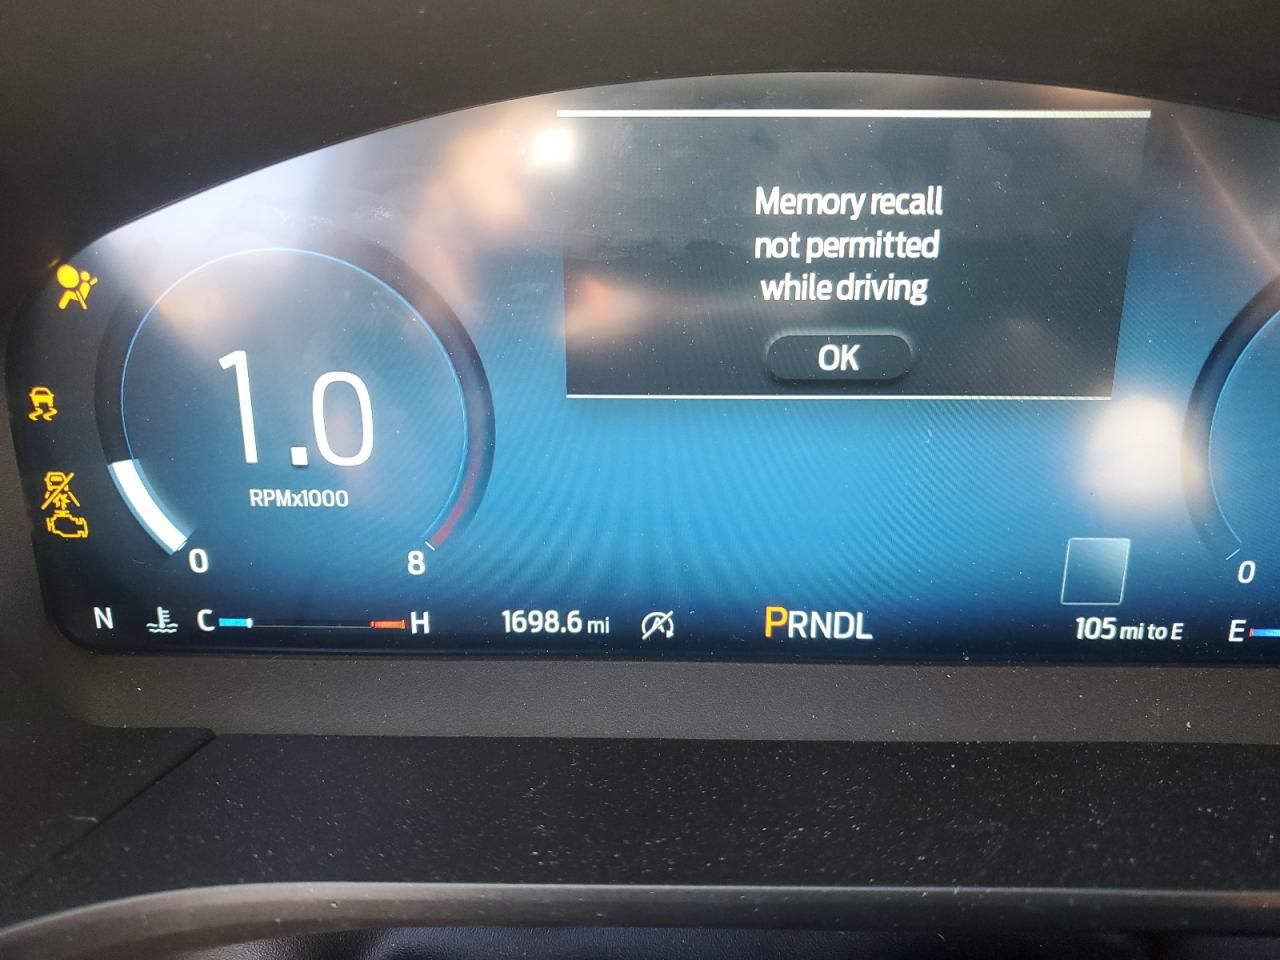 Memory recall
not permitted
while driving
OK
1.0
RPMx1000
0
8
0
N
C
H
1698.6 mi
PRNDL
105 mi to E
E